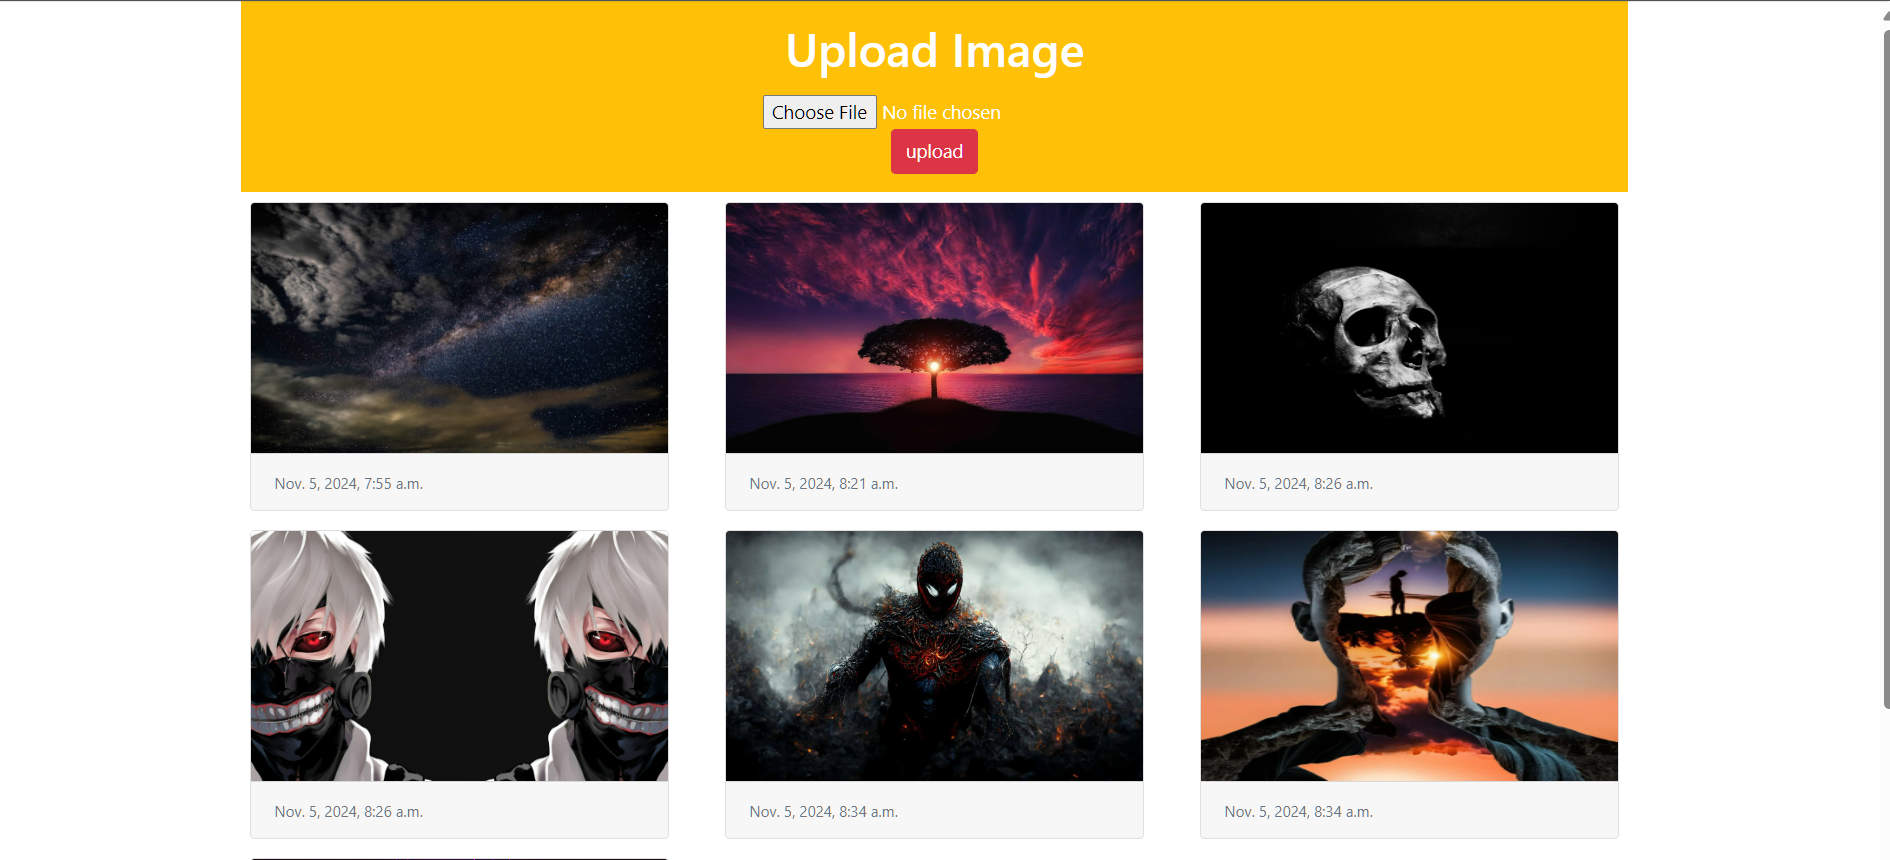 Upload Image
Choose File No file chosen
upload
Nov. 5, 2024, 7:55 a.m.
Nov. 5, 2024, 8:21 a.m.
Nov. 5, 2024, 8:26 a.m.
Nov. 5, 2024, 8:26 a.m.
Nov. 5, 2024, 8:34 a.m.
Nov. 5, 2024, 8:34 a.m.